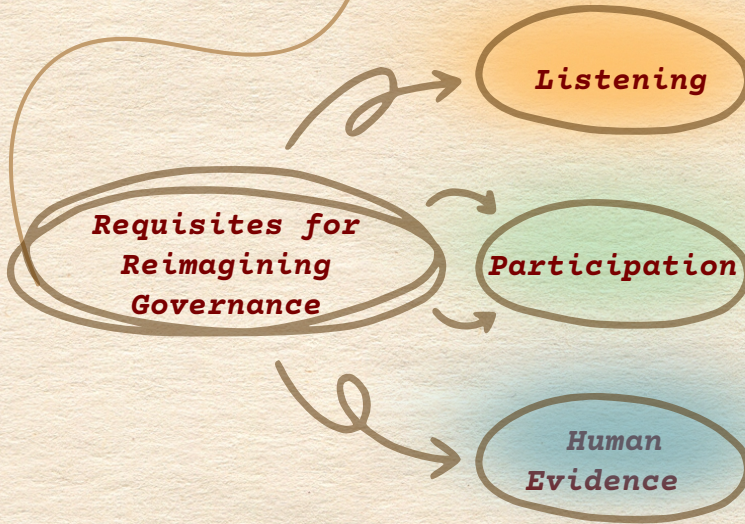 Listening
Requisites for
Reimagining
Governance
Participation
Human
Evidence